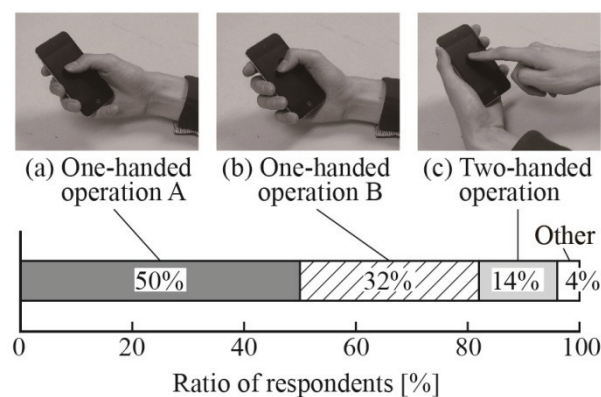 (a) One-handed
operation A
(b) One-handed
operation B
(c) Two-handed
operation
Other
50%
32%
14%
4%
0 20 40 60 80 100
Ratio of respondents [%]